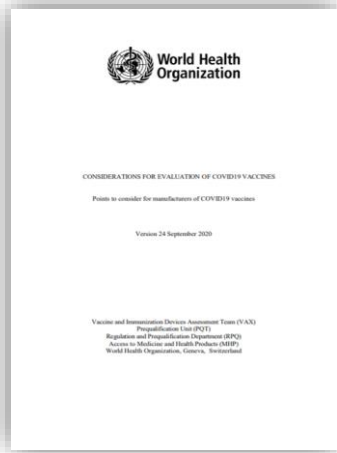 World Health
Organization
CONSIDERATIONS FOR EVALUATION OF COVID19 VACCINES
Points to consider for manufacturers of COVID19 vaccines
Version 24 September 2020
Vaccine and Immunization Devices Assessment Team (VAX)
Prequalification Unit (PQT)
Regulation and Prequalification Department (RPQ)
Access to Medicine and Health Products (MHP)
World Health Organization, Geneva, Switzerland